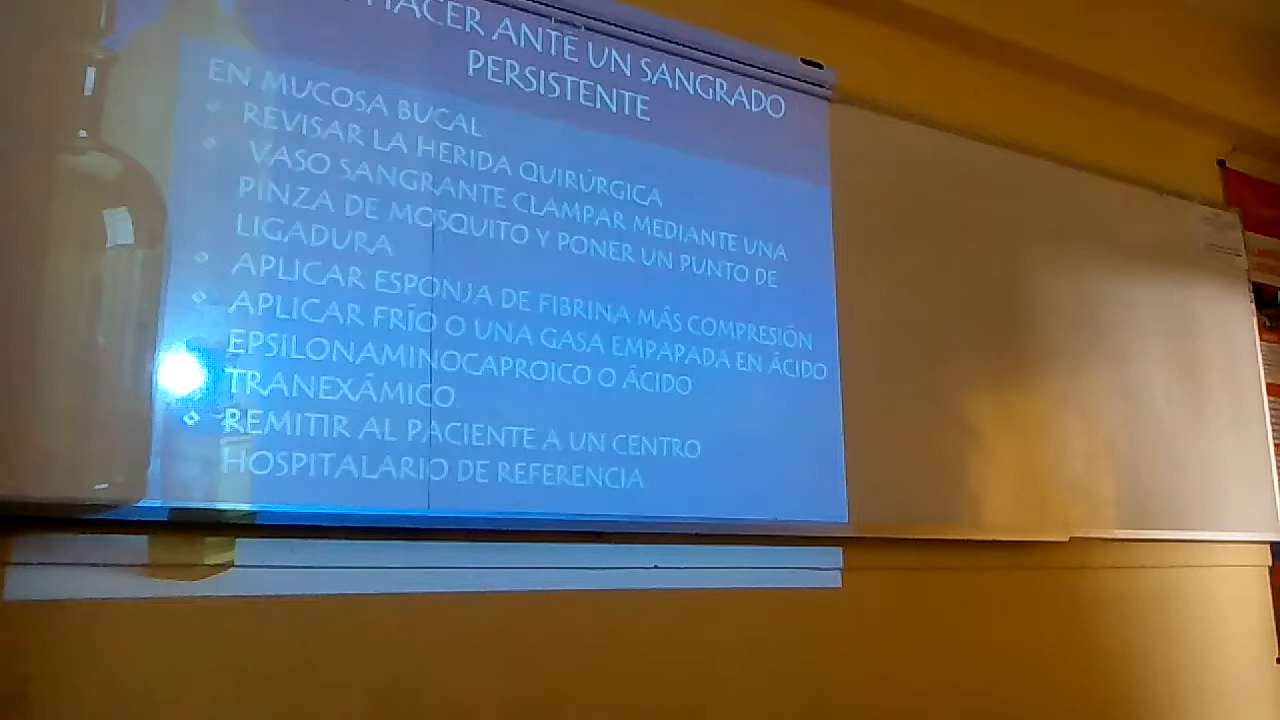 HACER ANTE UN SANGRADO
PERSISTENTE
EN MUCOSA BUCAL
REVISAR LA HERIDA QUIRÚRGICA
VASO SANGRANTE CLAMPAR MEDIANTE UNA
PINZA DE MOSQUITO Y PONER UN PUNTO DE
LIGADURA
APLICAR ESPONJA DE FIBRINA MÁS COMPRESIÓN
APLICAR FRÍO O UNA GASA EMPAPADA EN ÁCIDO
EPSILONAMINOCAPROICO O ÁCIDO
TRANEXÁMICO
REMITIR AL PACIENTE A UN CENTRO
HOSPITALARIO DE REFERENCIA